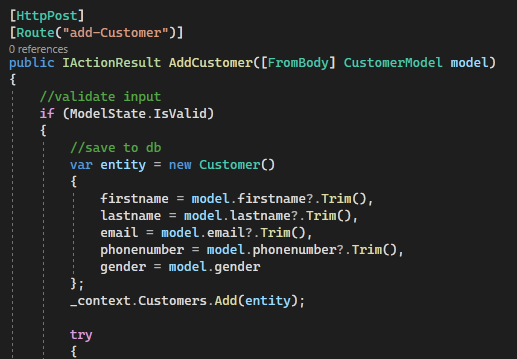 [HttpPost]
[Route("add-Customer")]
0 references
public IActionResult AddCustomer([FromBody] CustomerModel model)
{
//validate input
if (ModelState.IsValid)
{
//save to db
var entity = new Customer()
{
firstname = model.firstname?.Trim(),
lastname = model.lastname?.Trim(),
email = model.email?.Trim(),
phonenumber = model.phonenumber?.Trim(),
gender = model.gender
};
_context.Customers.Add(entity);
try
{